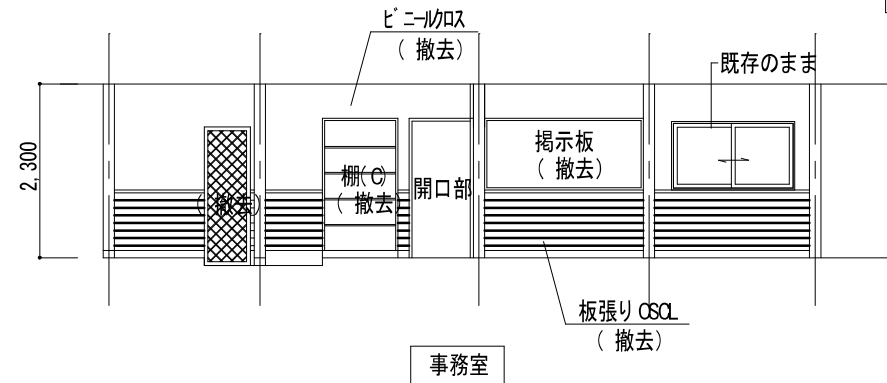 ビニールクロス
( 撤去)
既存のまま
2,300
掲示板
( 撤去)
棚(C)
( 撤去)
開口部
( 撤去)
板張り OSCL
( 撤去)
事務室